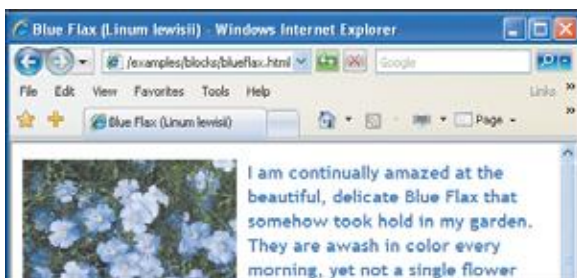 Blue Flax (Linum lewisii) - Windows Internet Explorer
/examples/blocks/blueflax.html
Google
File Edit View Favorites Tools Help
Links »
Blue Flax (Linum lewisii)
Page
»
I am continually amazed at the
beautiful, delicate Blue Flax that
somehow took hold in my garden.
They are awash in color every
morning, yet not a single flower